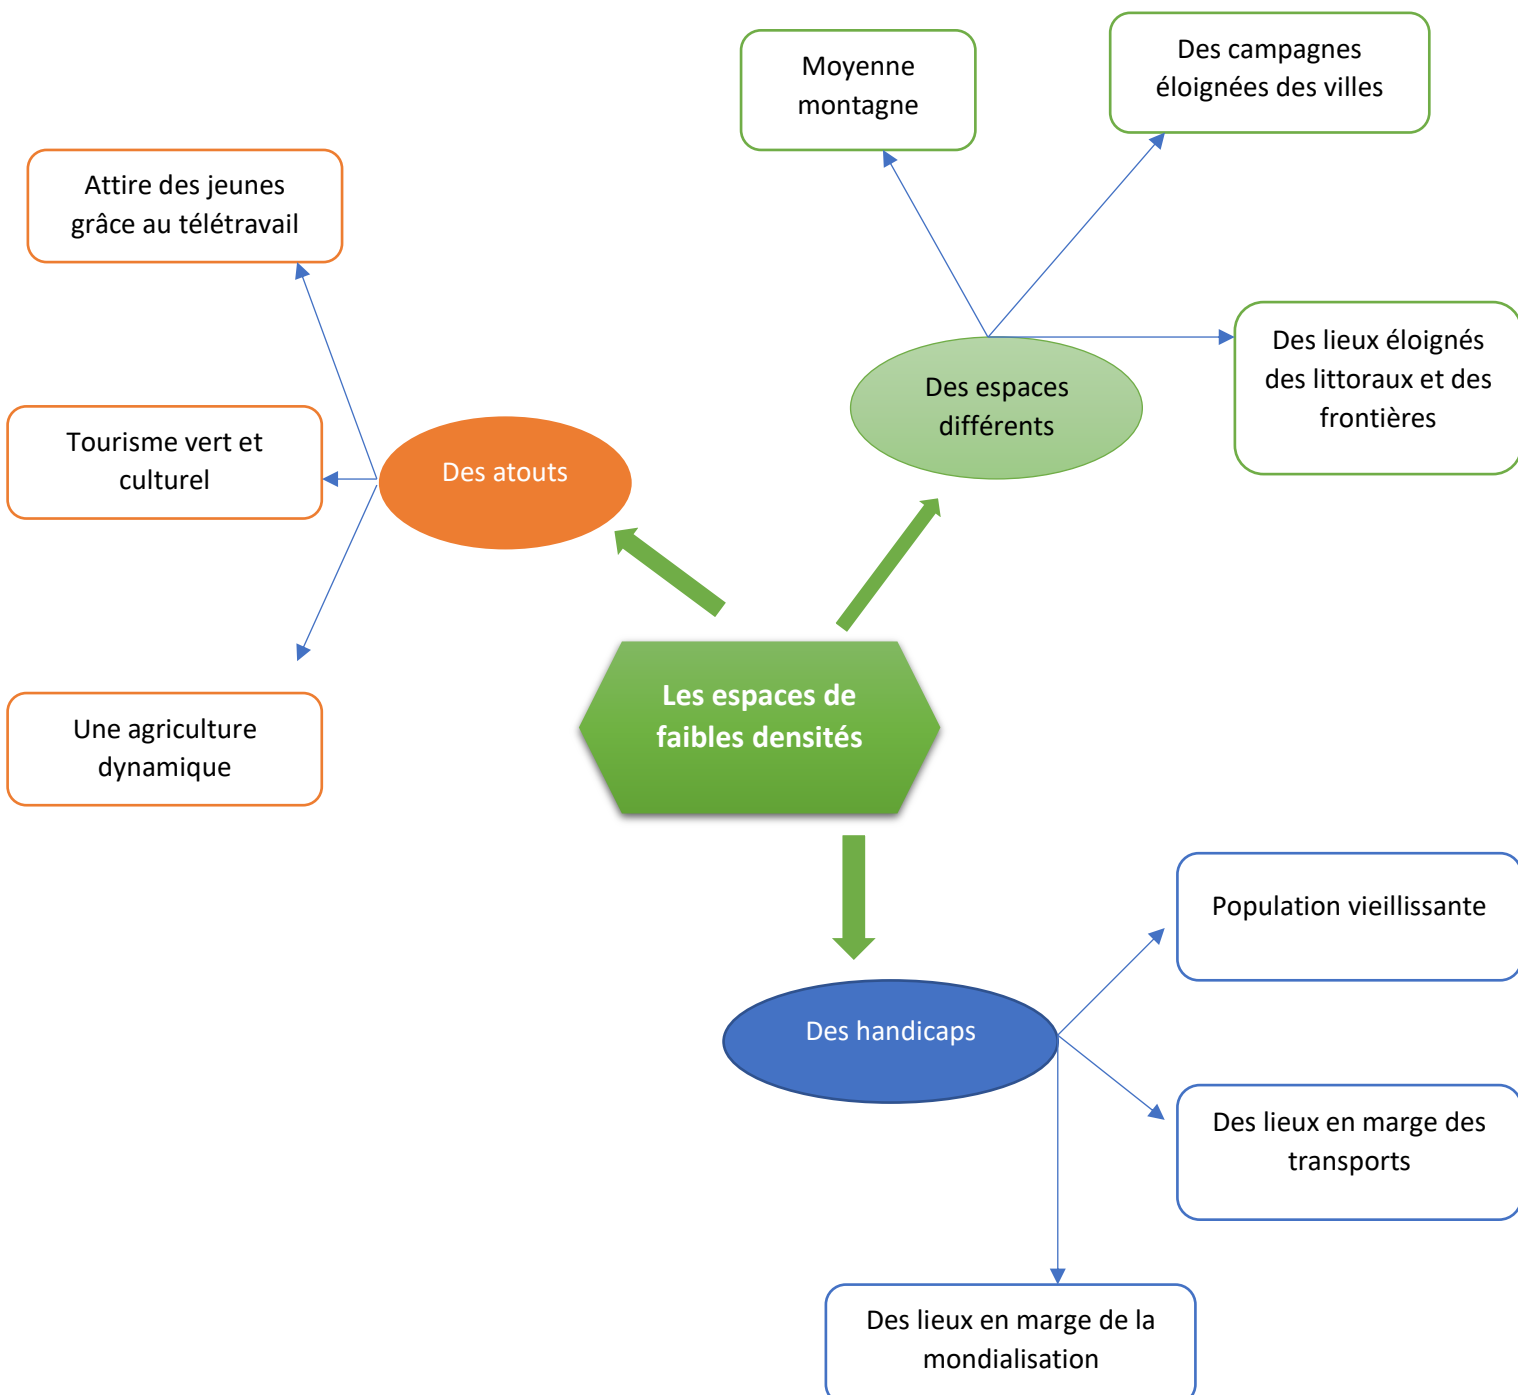 Moyenne
montagne
Des campagnes
éloignées des villes
Attire des jeunes
grâce au télétravail
Des lieux éloignés
des littoraux et des
frontières
Des espaces
différents
Tourisme vert et
culturel
Des atouts
Les espaces de
faibles densités
Une agriculture
dynamique
Population vieillissante
Des handicaps
Des lieux en marge des
transports
Des lieux en marge de la
mondialisation